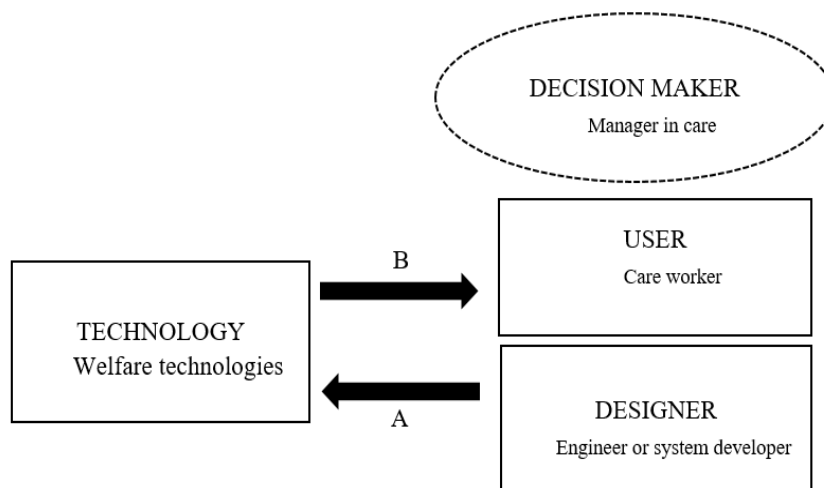 DECISION MAKER
Manager in care
USER
Care worker
B
TECHNOLOGY
Welfare technologies
A
DESIGNER
Engineer or system developer